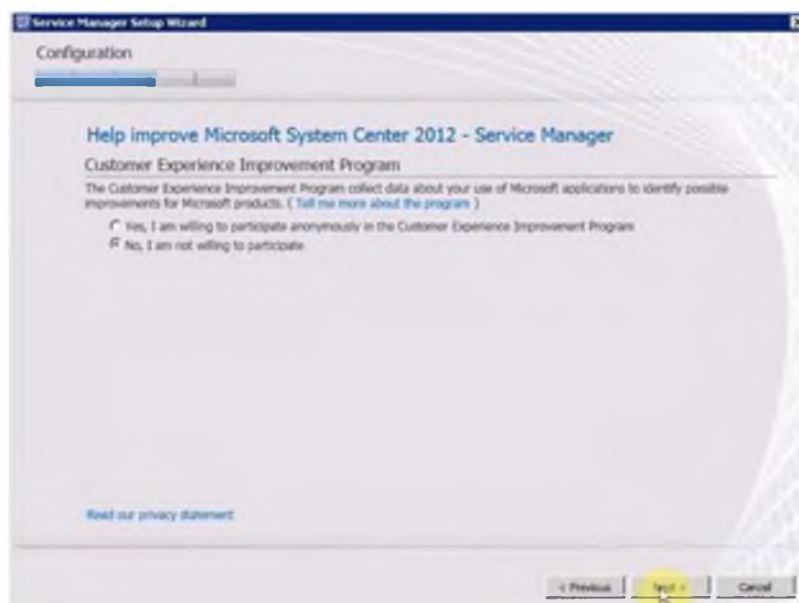 Service Manager Setup Wizard
Configuration
Help improve Microsoft System Center 2012 - Service Manager
Customer Experience Improvement Program
The Customer Experience Improvement Program collect data about your use of Microsoft applications to identify possible
improvements for Microsoft products. ( Tell me more about the program )
Yes, I am willing to participate anonymously in the Customer Experience Improvement Program
No, I am not willing to participate
Read our privacy statement
< Previous
Next >
Cancel